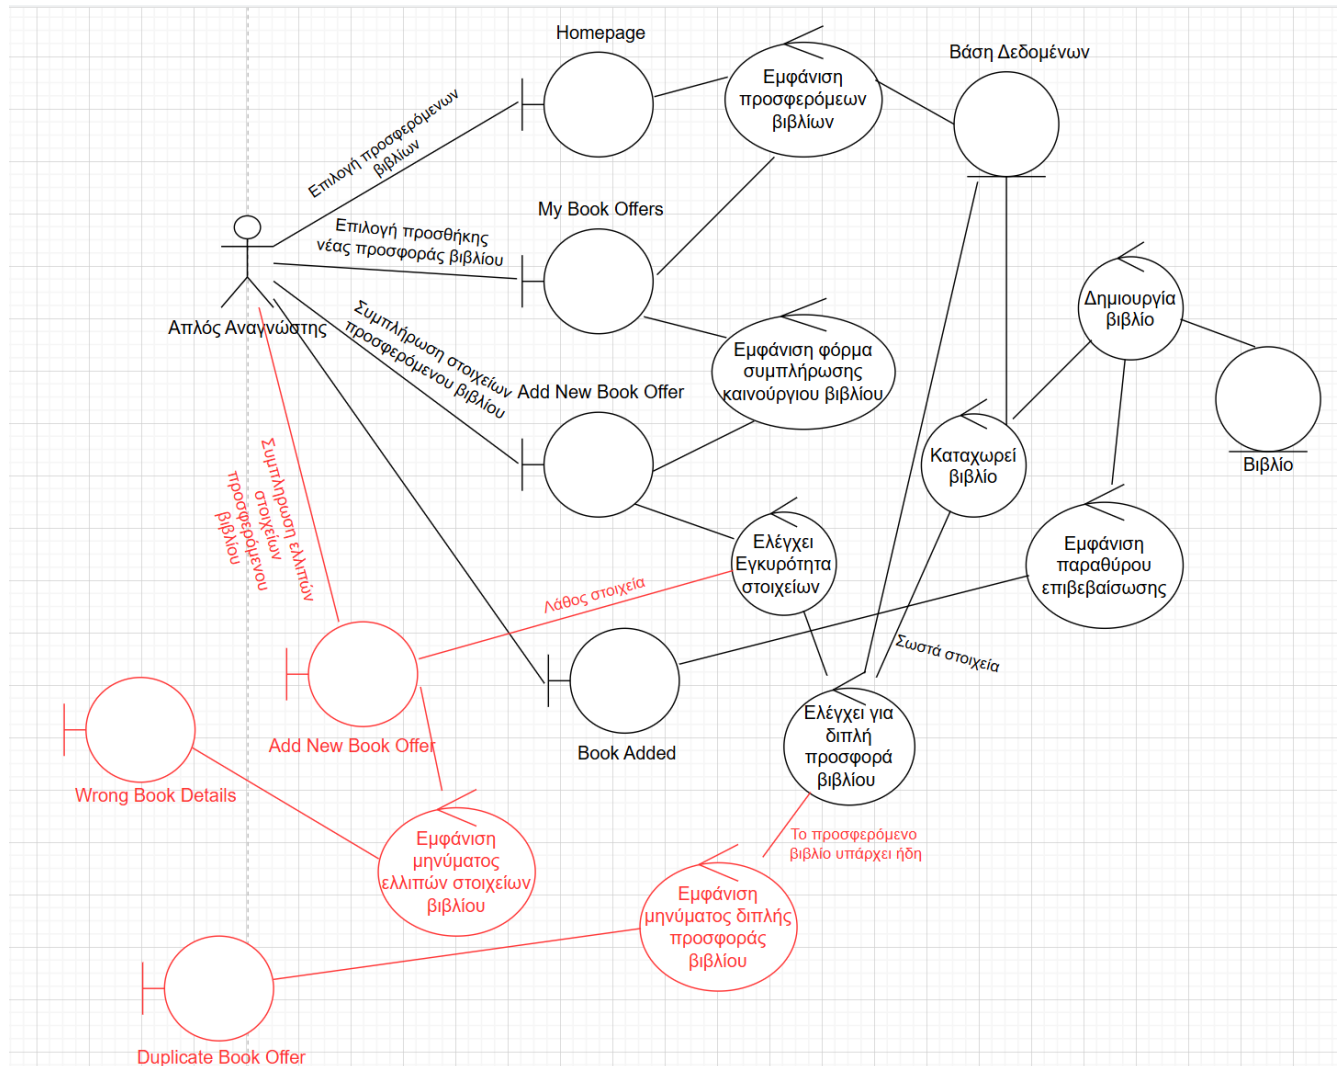 Homepage
Βάση Δεδομένων
Εμφάνιση
προσφερόμεων
βιβλίων
Επιλογή προσφερόμενων
βιβλίων
My Book Offers
Επιλογή προσθήκης
νέας προσφοράς βιβλίου
Δημιουργία
βιβλίο
Απλός Αναγνώστης
Συμπλήρωση στοιχείων
προσφερόμενου βιβλίου
Εμφάνιση φόρμα
συμπλήρωσης
καινούργιου βιβλίου
Add New Book Offer
Καταχωρεί
βιβλίο
Βιβλίο
Συμπληρωση ελλιπών
στοιχείων
προσφερόμενου
βιβλίου
Ελέγχει
Εγκυρότητα
στοιχείων
Εμφάνιση
παραθύρου
επιβεβαίσωσης
Λάθος στοιχεία
Σωστά στοιχεία
Add New Book Offer
Book Added
Ελέγχει για
διπλή
προσφορά
βιβλίου
Wrong Book Details
Εμφάνιση
μηνύματος
ελλιπών στοιχείων
βιβλίου
Το προσφερόμενο
βιβλίο υπάρχει ήδη
Εμφάνιση
μηνύματος διπλής
προσφοράς
βιβλίου
Duplicate Book Offer